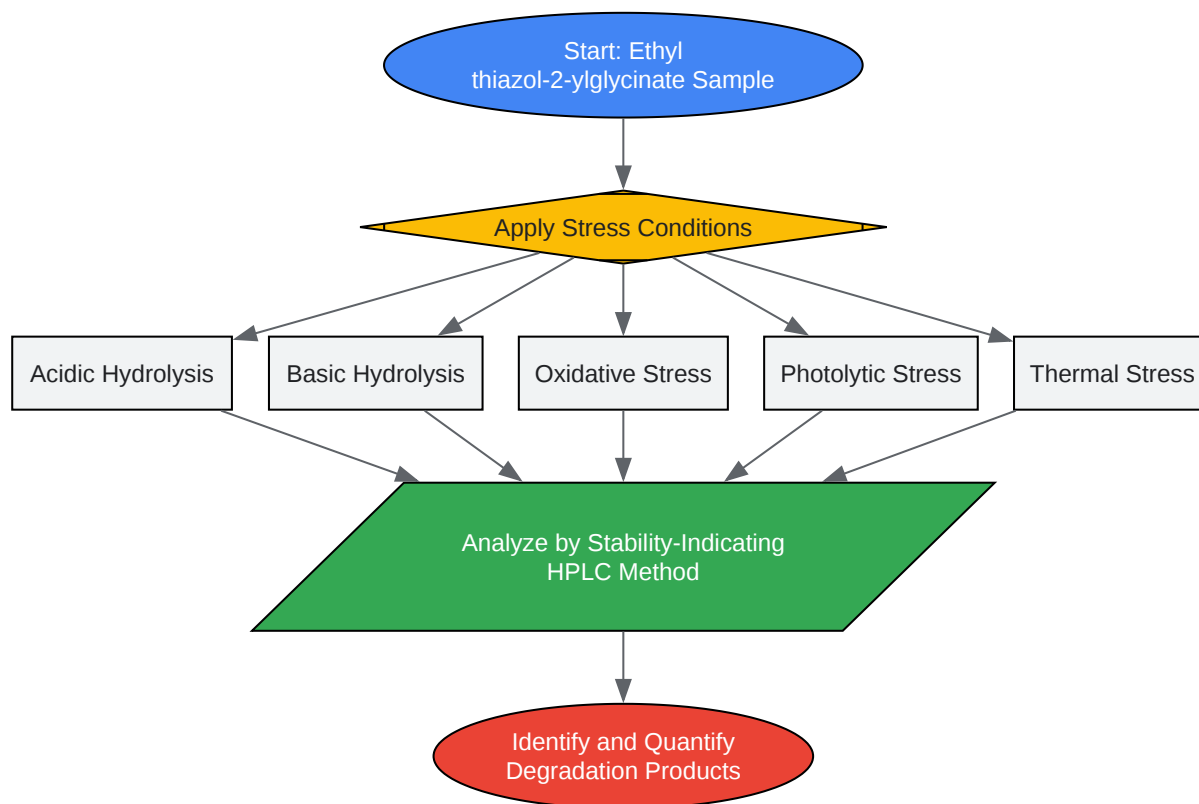 Start: Ethyl
thiazol-2-ylglycinate Sample
Apply Stress Conditions
Acidic Hydrolysis
Basic Hydrolysis
Oxidative Stress
Photolytic Stress
Thermal Stress
Analyze by Stability-Indicating
HPLC Method
Identify and Quantify
Degradation Products